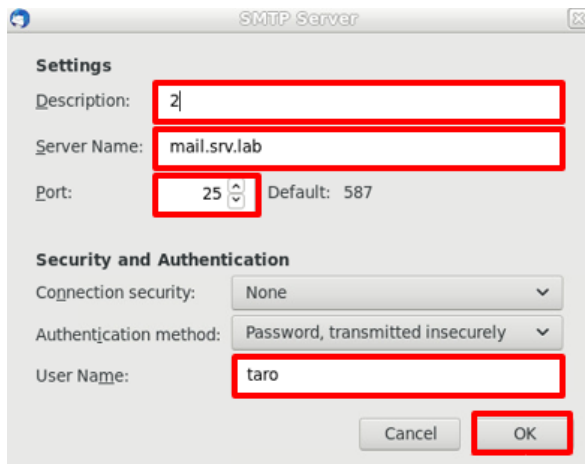 SMTP Server
Settings
Description: 2
Server Name: mail.srv.lab
Port: 25 Default: 587
Security and Authentication
Connection security: None
Authentication method: Password, transmitted insecurely
User Name: taro
Cancel OK